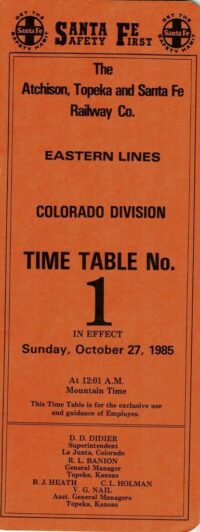 GET THE
Santa Fe
SAFETY HABIT
SANTA FE
SAFETY FIRST
GET THE
Santa Fe
SAFETY HABIT
The
Atchison, Topeka and Santa Fe
Railway Co.
EASTERN LINES
COLORADO DIVISION
TIME TABLE No.
1
IN EFFECT
Sunday, October 27, 1985
At 12:01 A.M.
Mountain Time
This Time Table is for the exclusive use
and guidance of Employes.
D. D. DIDIER
Superintendent
La Junta, Colorado
R. L. BANION
General Manager
Topeka, Kansas
B. J. HEATH C. L. HOLMAN
V. G. NAIL
Asst. General Managers
Topeka, Kansas